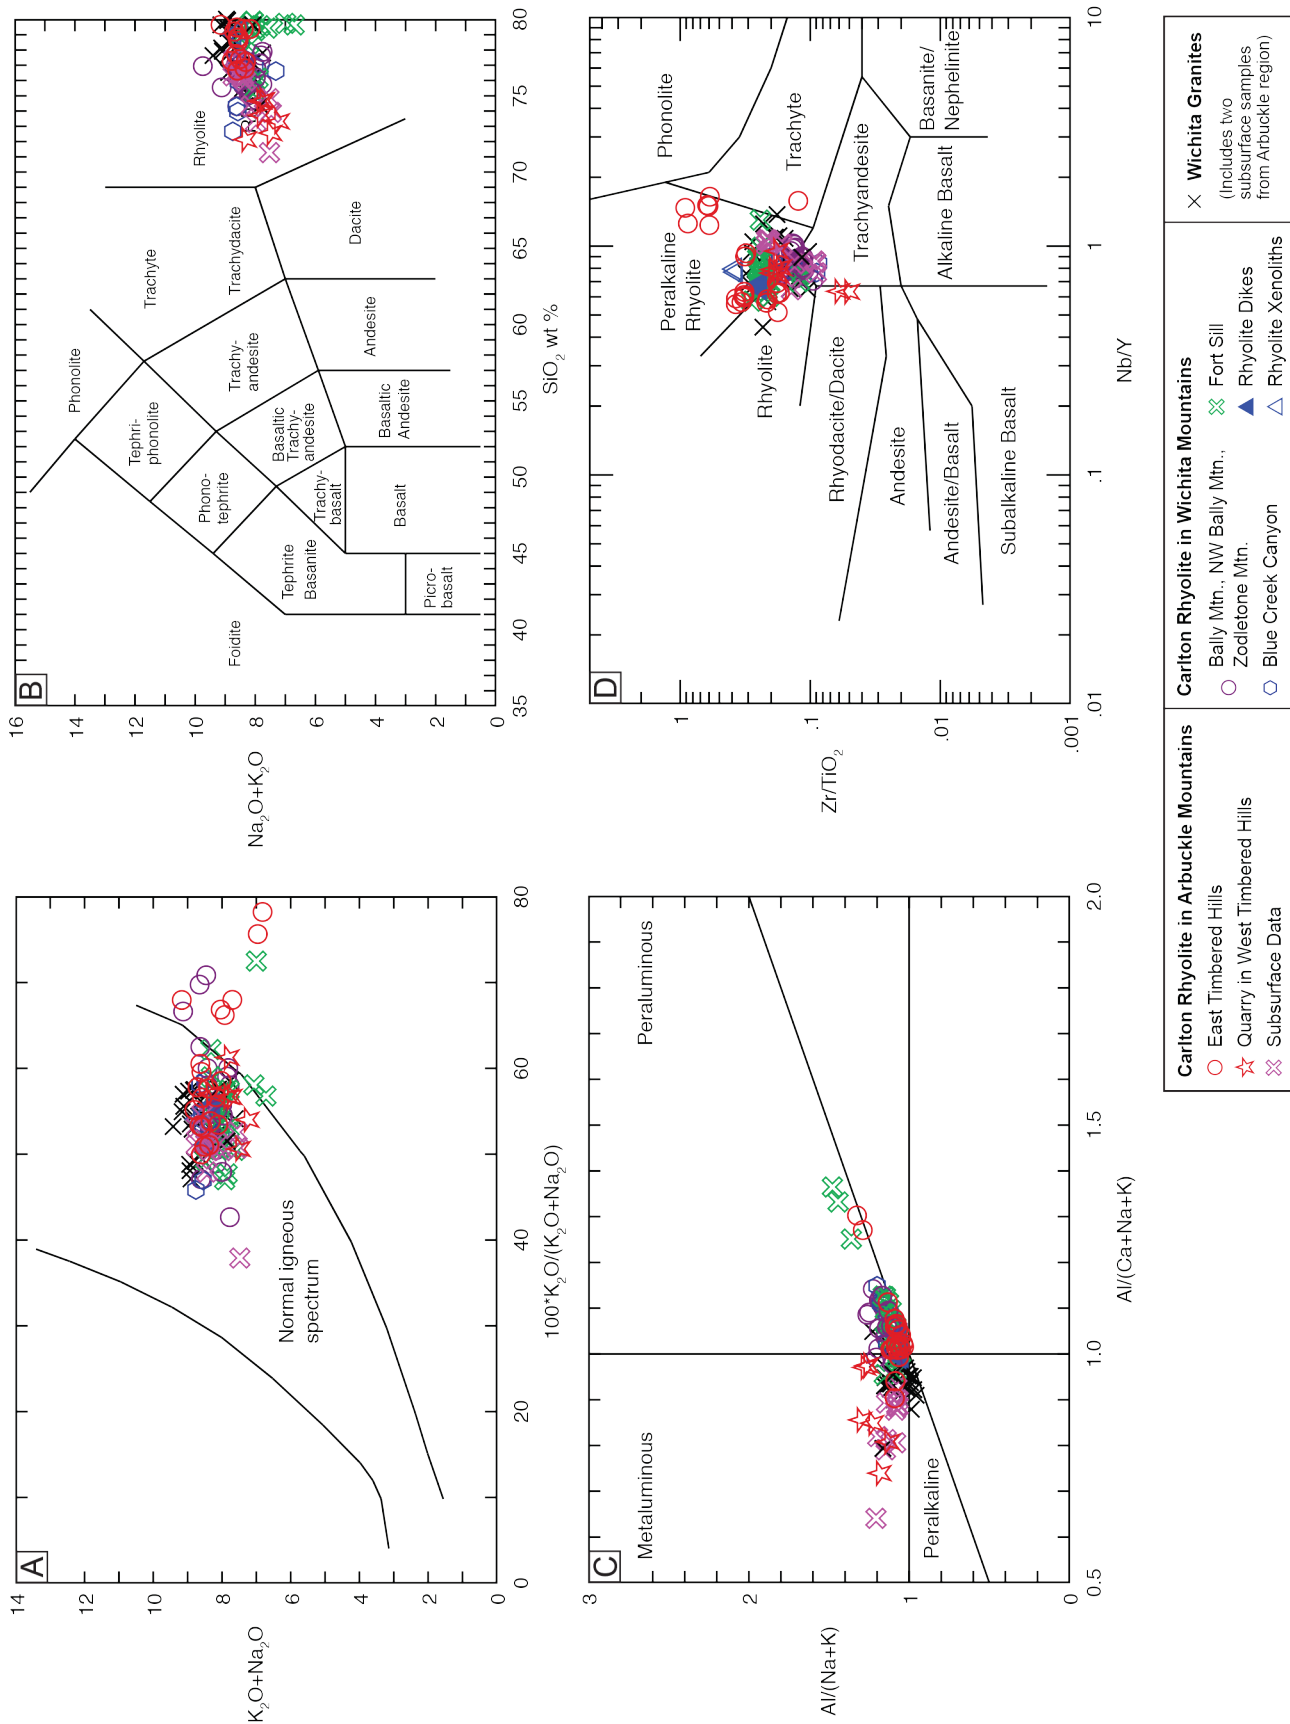 A
14
12
10
8
6
4
2
K2O+Na2O
0
20
40
60
80
100*K2O/(K2O+Na2O)
Normal igneous
spectrum
B
16
14
12
10
8
6
4
2
0
Na2O+K2O
35
40
45
50
55
60
65
70
75
80
SiO2 wt %
Foidite
Phonolite
Tephri-
phonolite
Phono-
tephrite
Tephrite
Basanite
Picro-
basalt
Basalt
Trachy-
basalt
Basaltic
Trachy-
andesite
Basaltic
Andesite
Trachy-
andesite
Andesite
Trachyte
Trachydacite
Dacite
Rhyolite
C
3
2
1
0
Al/(Na+K)
0.5
1.0
1.5
2.0
Al/(Ca+Na+K)
Metaluminous
Peraluminous
Peralkaline
D
1
.1
.01
.001
Zr/TiO2
.01
.1
1
10
Nb/Y
Phonolite
Peralkaline
Rhyolite
Trachyte
Rhyolite
Trachyandesite
Rhyodacite/Dacite
Basanite/
Nephelinite
Andesite
Alkaline Basalt
Andesite/Basalt
Subalkaline Basalt
Carlton Rhyolite in Arbuckle Mountains
East Timbered Hills
Quarry in West Timbered Hills
Subsurface Data
Carlton Rhyolite in Wichita Mountains
Bally Mtn., NW Bally Mtn.,
Zodletone Mtn.
Blue Creek Canyon
Fort Sill
Rhyolite Dikes
Rhyolite Xenoliths
Wichita Granites
(Includes two
subsurface samples
from Arbuckle region)